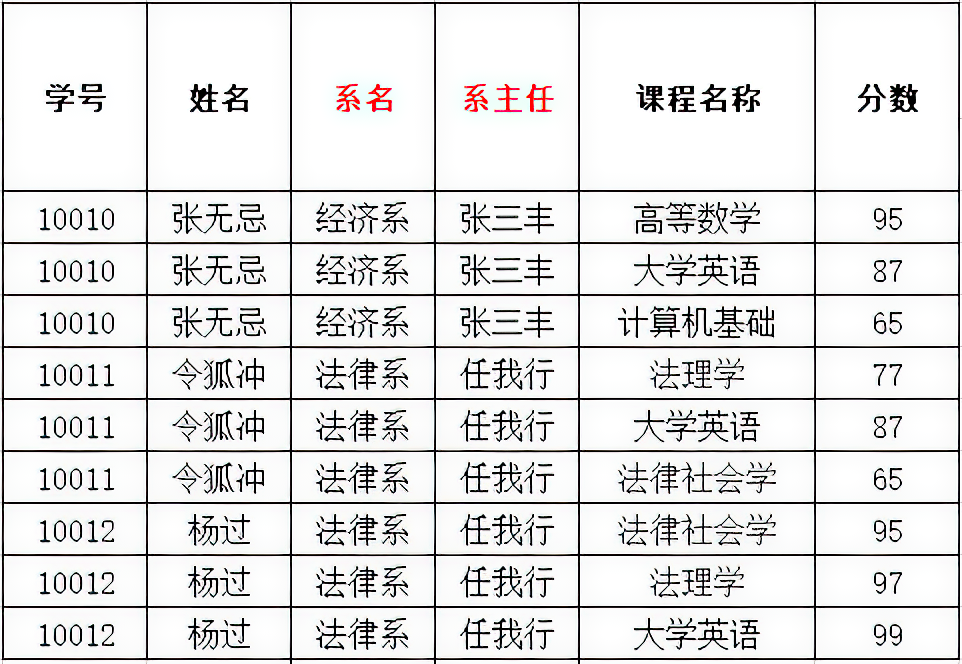 学号 姓名 系名 系主任 课程名称 分数
10010 张无忌 经济系 张三丰 高等数学 95
10010 张无忌 经济系 张三丰 大学英语 87
10010 张无忌 经济系 张三丰 计算机基础 65
10011 令狐冲 法律系 任我行 法理学 77
10011 令狐冲 法律系 任我行 大学英语 87
10011 令狐冲 法律系 任我行 法律社会学 65
10012 杨过 法律系 任我行 法律社会学 95
10012 杨过 法律系 任我行 法理学 97
10012 杨过 法律系 任我行 大学英语 99